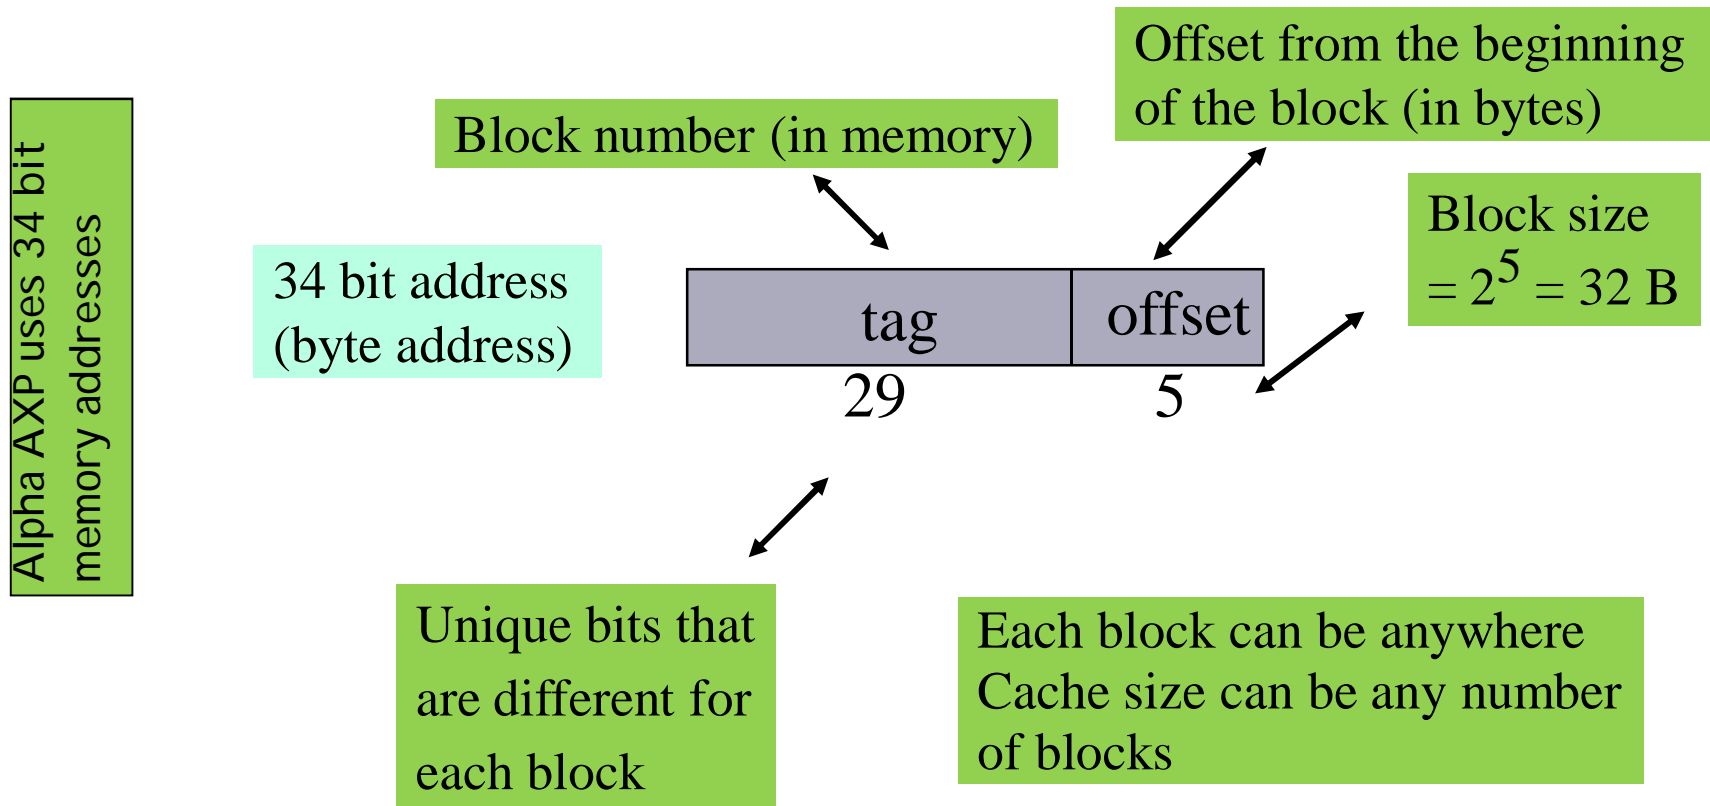 Alpha AXP uses 34 bit
memory addresses
Block number (in memory)
Offset from the beginning
of the block (in bytes)
Block size
= 2^5 = 32 B
34 bit address
(byte address)
tag
offset
29
5
Unique bits that
are different for
each block
Each block can be anywhere
Cache size can be any number
of blocks